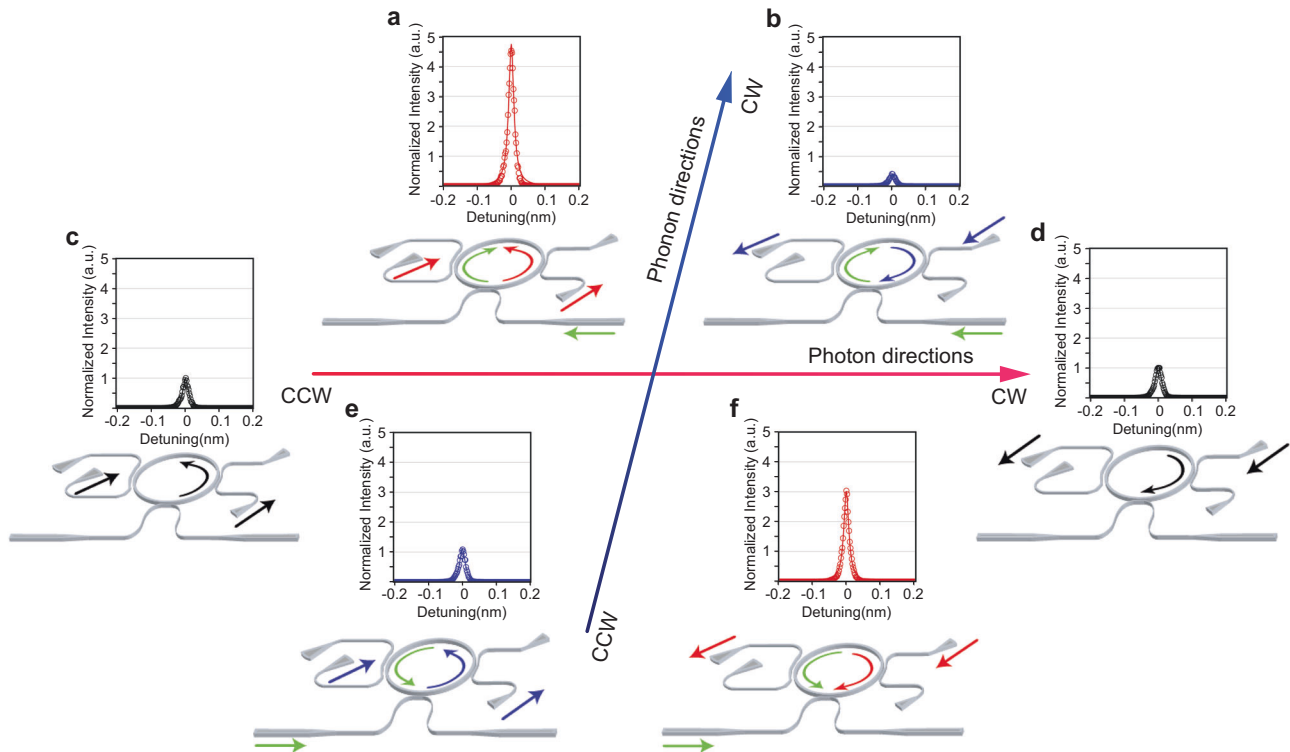 a
Normalized Intensity (a.u.)
5
4
3
2
1
-0.2 -0.1 0 0.1 0.2
Detuning(nm)
b
Normalized Intensity (a.u.)
5
4
3
2
1
-0.2 -0.1 0 0.1 0.2
Detuning(nm)
CW
Phonon directions
c
Normalized Intensity (a.u.)
5
4
3
2
1
-0.2 -0.1 0 0.1 0.2
Detuning(nm)
d
Normalized Intensity (a.u.)
5
4
3
2
1
-0.2 -0.1 0 0.1 0.2
Detuning(nm)
Photon directions
CCW
CW
e
Normalized Intensity (a.u.)
5
4
3
2
1
-0.2 -0.1 0 0.1 0.2
Detuning(nm)
f
Normalized Intensity (a.u.)
5
4
3
2
1
-0.2 -0.1 0 0.1 0.2
Detuning(nm)
CCW